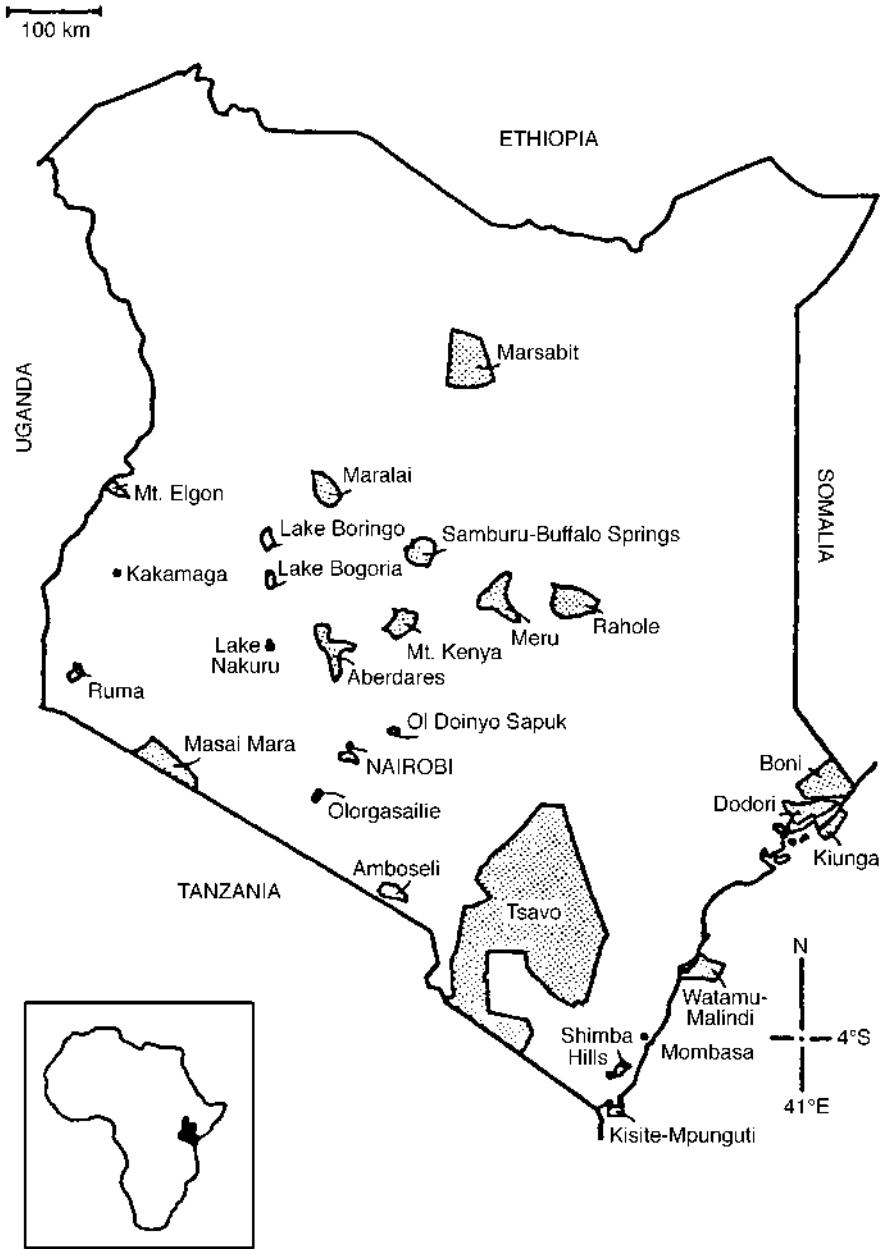 100 km
ETHIOPIA
Marsabit
UGANDA
Maralai
Mt. Elgon
SOMALIA
Lake Boringo
Samburu-Buffalo Springs
Kakamaga
Lake Bogoria
Meru
Rahole
Lake
Nakuru
Mt. Kenya
Aberdares
Ruma
Ol Doinyo Sapuk
Masai Mara
NAIROBI
Boni
Olorgasailie
Dodori
Kiunga
Amboseli
TANZANIA
Tsavo
N
Watamu-
Malindi
Shimba
Hills
Mombasa
4°S
41°E
Kisite-Mpunguti